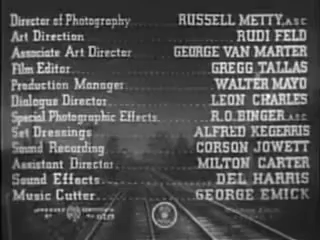 Director of Photography RUSSELL METTY, A.S.C.
Art Direction RUDI FELD
Associate Art Director GEORGE VAN MARTER
Film Editor GREGG TALLAS
Production Manager WALTER MAYO
Dialogue Director LEON CHARLES
Special Photographic Effects R.O. BINGER, A.S.C.
Set Dressings ALFRED KEGERRIS
Sound Recording CORSON JOWETT
Assistant Director MILTON CARTER
Sound Effects DEL HARRIS
Music Cutter GEORGE EMICK